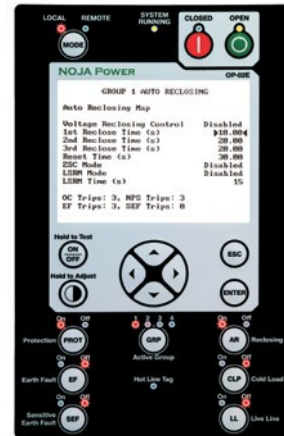 LOCAL REMOTE SYSTEM RUNNING CLOSED OPEN
MODE
NOJA POWER OP-02E
GROUP 1 AUTO RECLOSING
Auto Reclosing Map
Voltage Reclosing Control Disabled
1st Reclose Time (s) 10.00
2nd Reclose Time (s) 20.00
3rd Reclose Time (s) 20.00
Reset Time (s) 30.00
ZSC Mode Disabled
LSRM Mode Disabled
LSRM Time (s) 15
OC Trips: 3, NPS Trips: 3
EF Trips: 3, SEF Trips: 0
Hold to Test
ON/OFF
ESC
Hold to Adjust
ENTER
On Off 1 2 3 4 On Off
Protection PROT GRP AR Reclosing
Active Group
On Off On Off
Earth Fault EF Hot Line Tag CLP Cold Load
On Off On Off
Sensitive Earth Fault SEF LL Live Line